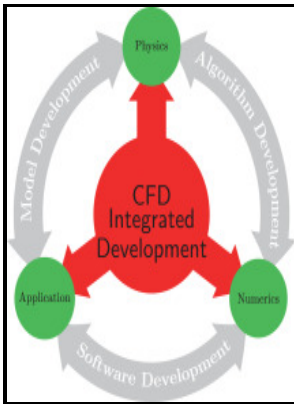 Physics
Model Development
Algorithm Development
CFD
Integrated
Development
Application
Numerics
Software Development